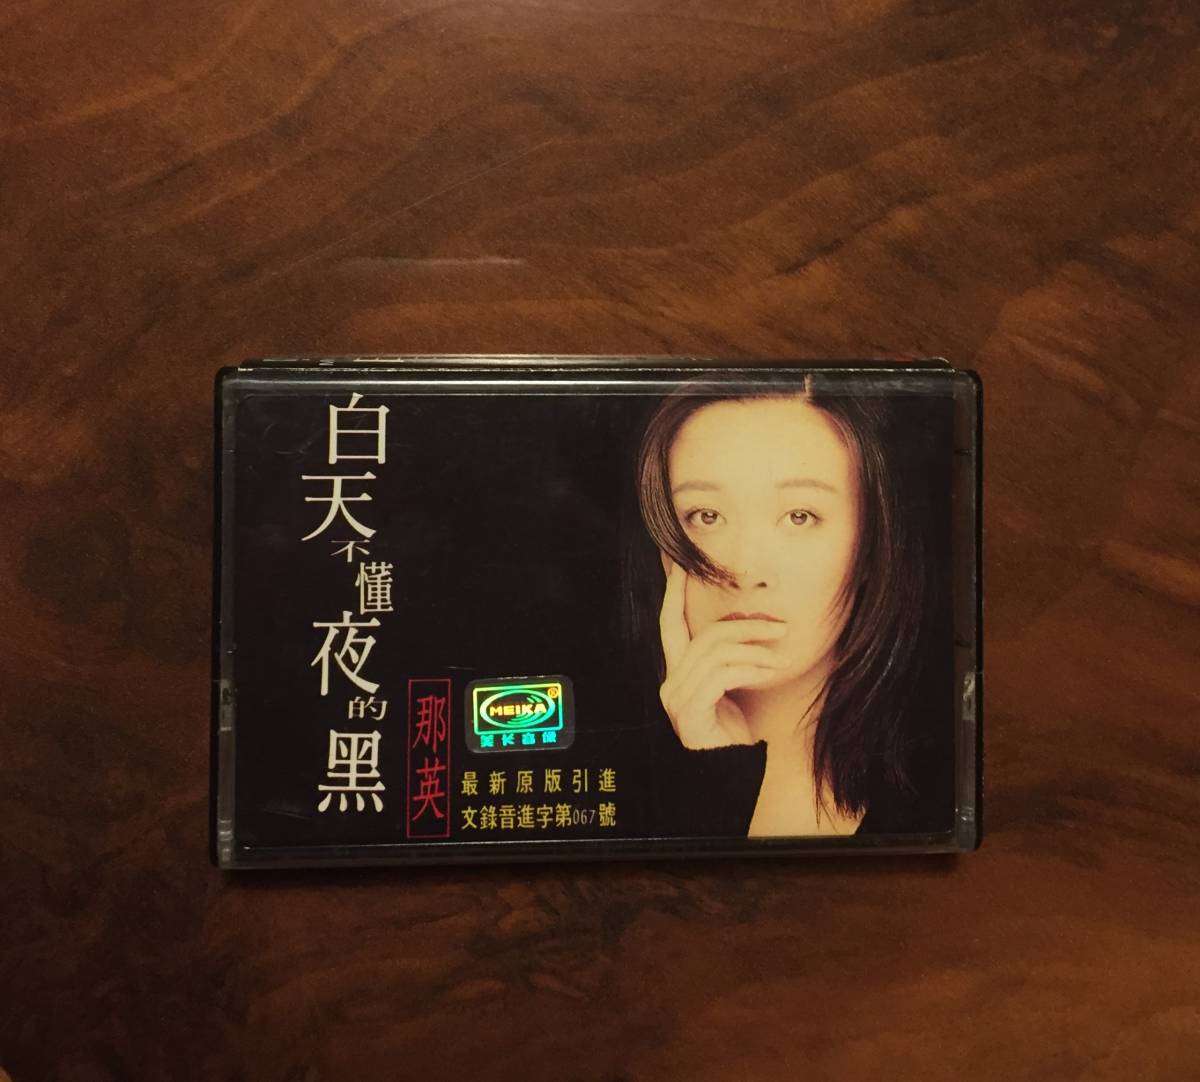 白天不懂夜的黑
那英
MEIKA®
美长音像
最新原版引進
文錄音進字第067號